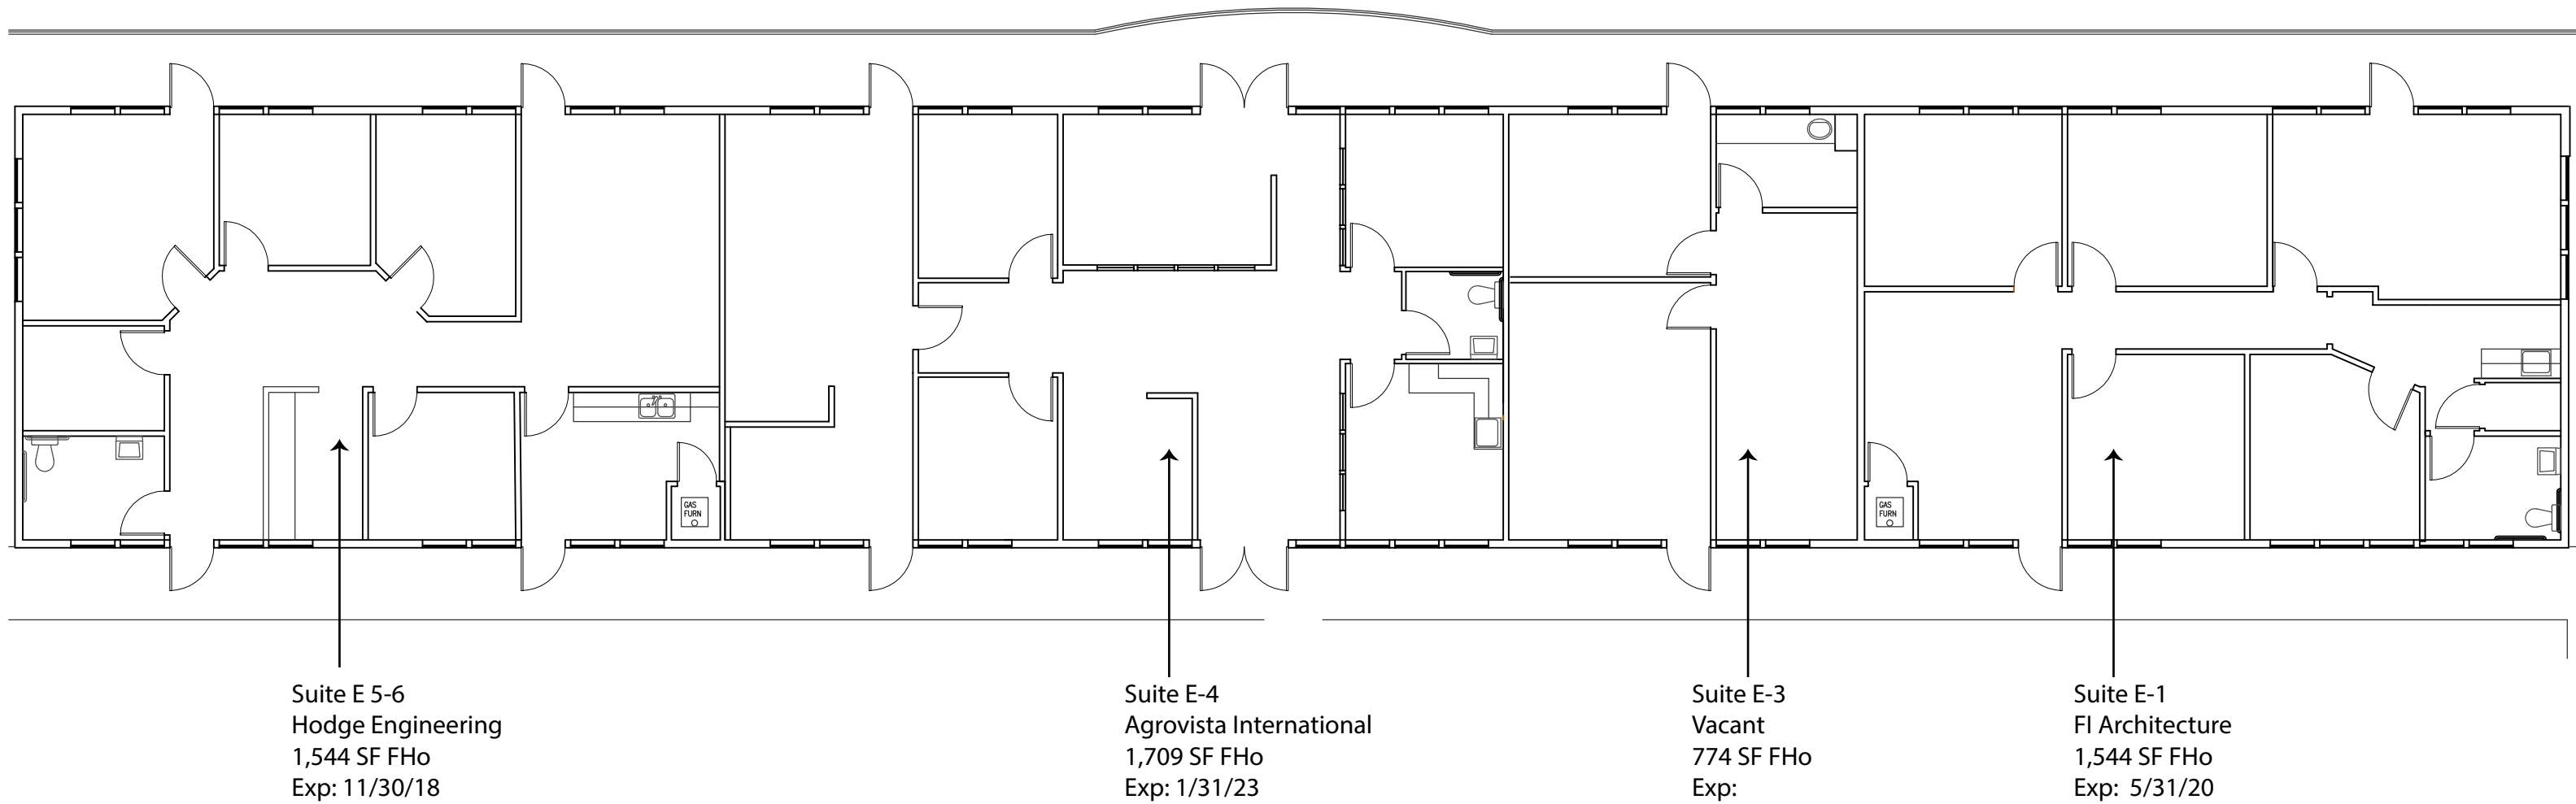 GAS
FURN
GAS
FURN
Suite E 5-6
Hodge Engineering
1,544 SF FHo
Exp: 11/30/18
Suite E-4
Agrovista International
1,709 SF FHo
Exp: 1/31/23
Suite E-3
Vacant
774 SF FHo
Exp:
Suite E-1
FI Architecture
1,544 SF FHo
Exp:  5/31/20